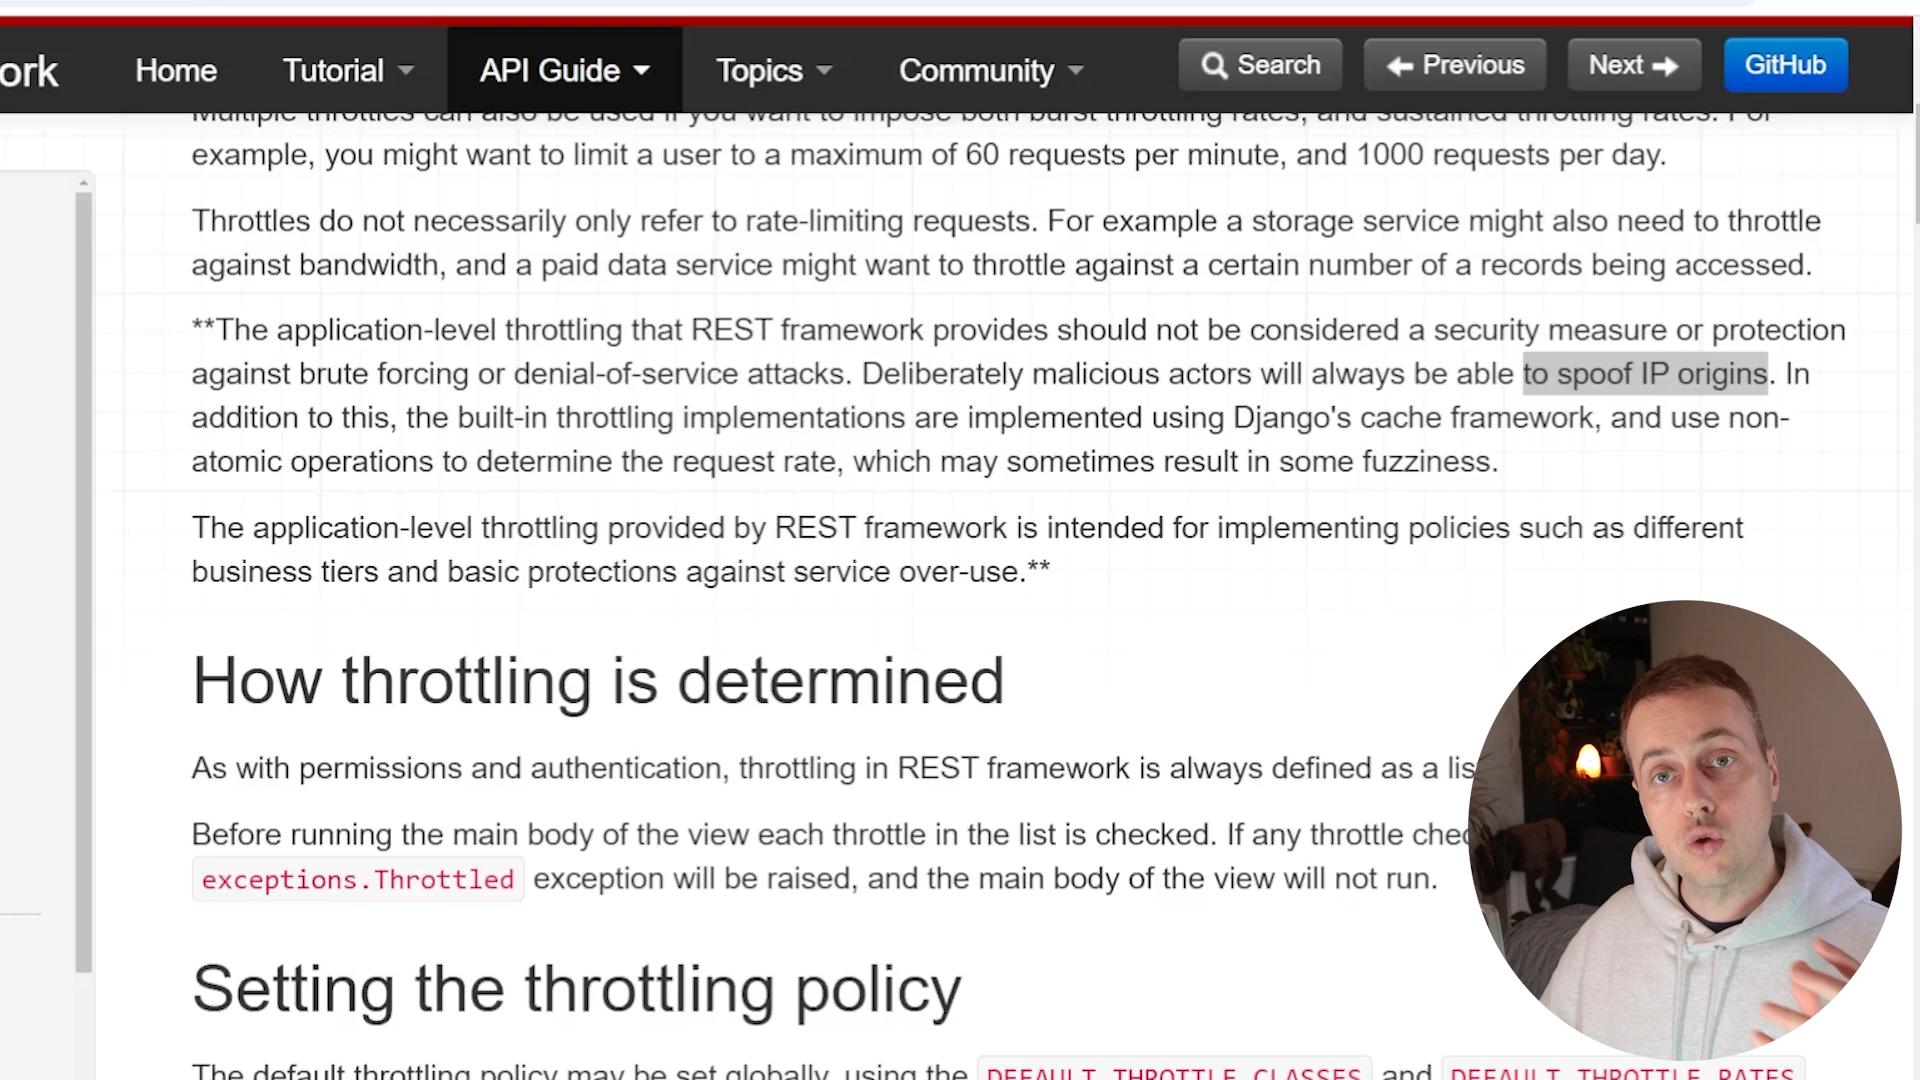 ork Home Tutorial API Guide Topics Community Search Previous Next GitHub
Multiple throttles can also be used if you want to impose both burst throttling rates, and sustained throttling rates. For
example, you might want to limit a user to a maximum of 60 requests per minute, and 1000 requests per day.
Throttles do not necessarily only refer to rate-limiting requests. For example a storage service might also need to throttle
against bandwidth, and a paid data service might want to throttle against a certain number of a records being accessed.
**The application-level throttling that REST framework provides should not be considered a security measure or protection
against brute forcing or denial-of-service attacks. Deliberately malicious actors will always be able to spoof IP origins. In
addition to this, the built-in throttling implementations are implemented using Django's cache framework, and use non-
atomic operations to determine the request rate, which may sometimes result in some fuzziness.
The application-level throttling provided by REST framework is intended for implementing policies such as different
business tiers and basic protections against service over-use.**
How throttling is determined
As with permissions and authentication, throttling in REST framework is always defined as a lis
Before running the main body of the view each throttle in the list is checked. If any throttle chec
exceptions.Throttled exception will be raised, and the main body of the view will not run.
Setting the throttling policy
The default throttling policy may be set globally, using the DEFAULT_THROTTLE_CLASSES and DEFAULT_THROTTLE_RATES